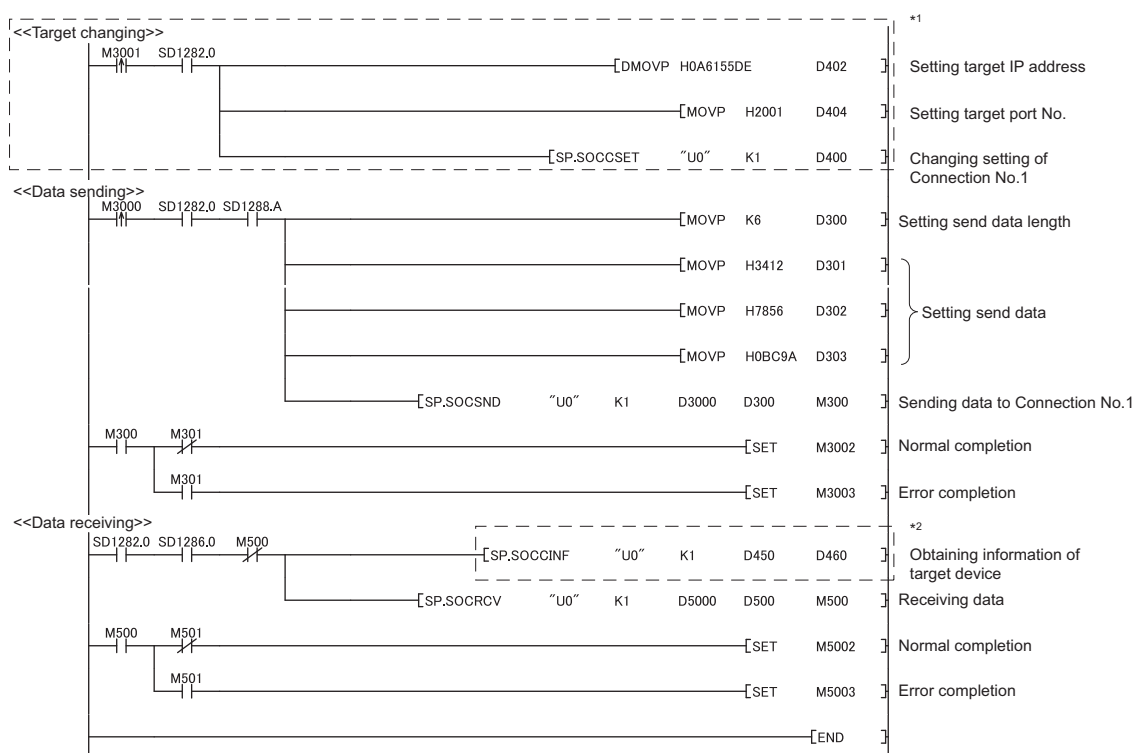 *1
<<Target changing>>
M3001 SD1282.0
[DMOVP H0A6155DE D402 ] Setting target IP address
[MOVP H2001 D404 ] Setting target port No.
[SP.SOCCSET "U0" K1 D400 ] Changing setting of
Connection No.1
<<Data sending>>
M3000 SD1282.0 SD1288.A
[MOVP K6 D300 ] Setting send data length
[MOVP H3412 D301 ]
[MOVP H7856 D302 ] Setting send data
[MOVP H0BC9A D303 ]
[SP.SOCSND "U0" K1 D3000 D300 M300 ] Sending data to Connection No.1
M300 M301
[SET M3002 ] Normal completion
M301
[SET M3003 ] Error completion
<<Data receiving>>
*2
SD1282.0 SD1286.0 M500
[SP.SOCCINF "U0" K1 D450 D460 ] Obtaining information of
target device
[SP.SOCRCV "U0" K1 D5000 D500 M500 ] Receiving data
M500 M501
[SET M5002 ] Normal completion
M501
[SET M5003 ] Error completion
[END ]